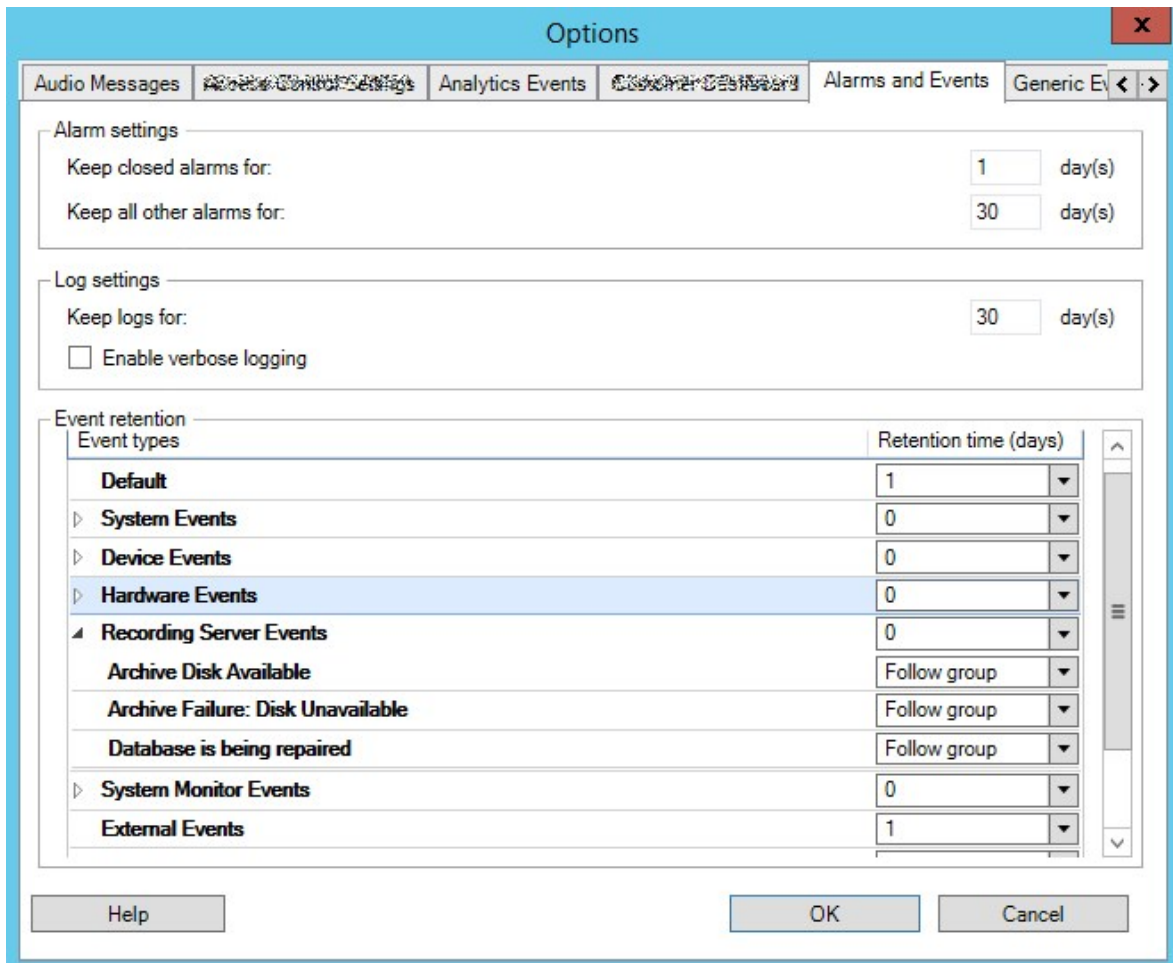 Options
x
Audio Messages
Analytics Events
Alarms and Events
Generic Ev
Alarm settings
Keep closed alarms for: 1 day(s)
Keep all other alarms for: 30 day(s)
Log settings
Keep logs for: 30 day(s)
Enable verbose logging
Event retention
Event types Retention time (days)
Default 1
System Events 0
Device Events 0
Hardware Events 0
Recording Server Events 0
Archive Disk Available Follow group
Archive Failure: Disk Unavailable Follow group
Database is being repaired Follow group
System Monitor Events 0
External Events 1
Help OK Cancel